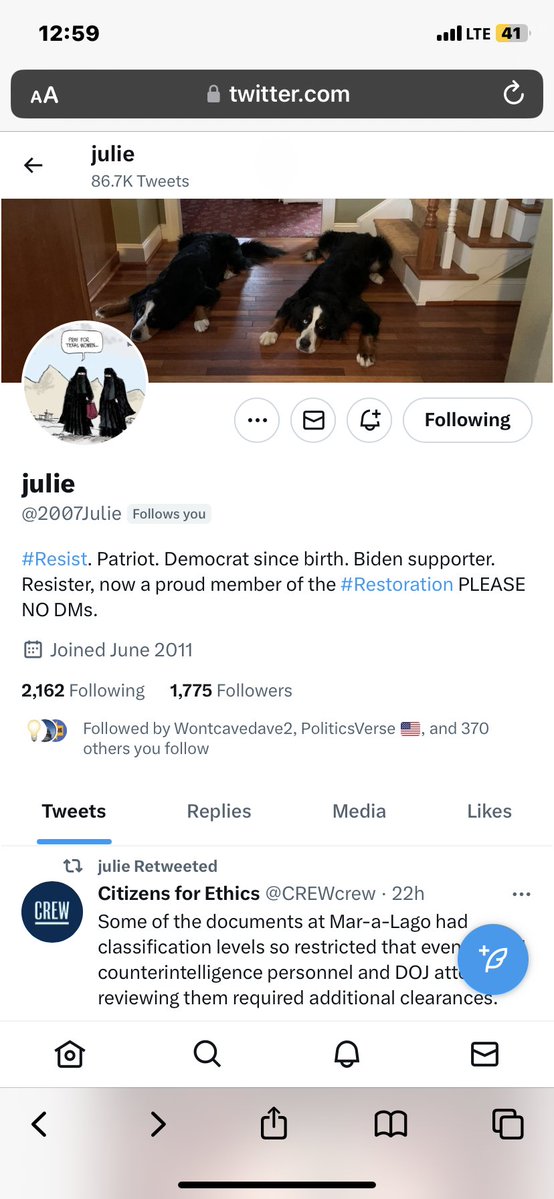 12:59
LTE 41
AA twitter.com
julie
86.7K Tweets
PRAY FOR
TEXAS WOMEN...
Following
julie
@2007Julie Follows you
#Resist. Patriot. Democrat since birth. Biden supporter.
Resister, now a proud member of the #Restoration PLEASE
NO DMs.
Joined June 2011
2,162 Following 1,775 Followers
Followed by Wontcavedave2, PoliticsVerse 🇺🇸, and 370
others you follow
Tweets Replies Media Likes
julie Retweeted
CREW
Citizens for Ethics @CREWcrew · 22h
Some of the documents at Mar-a-Lago had
classification levels so restricted that even
counterintelligence personnel and DOJ
reviewing them required additional clearances.